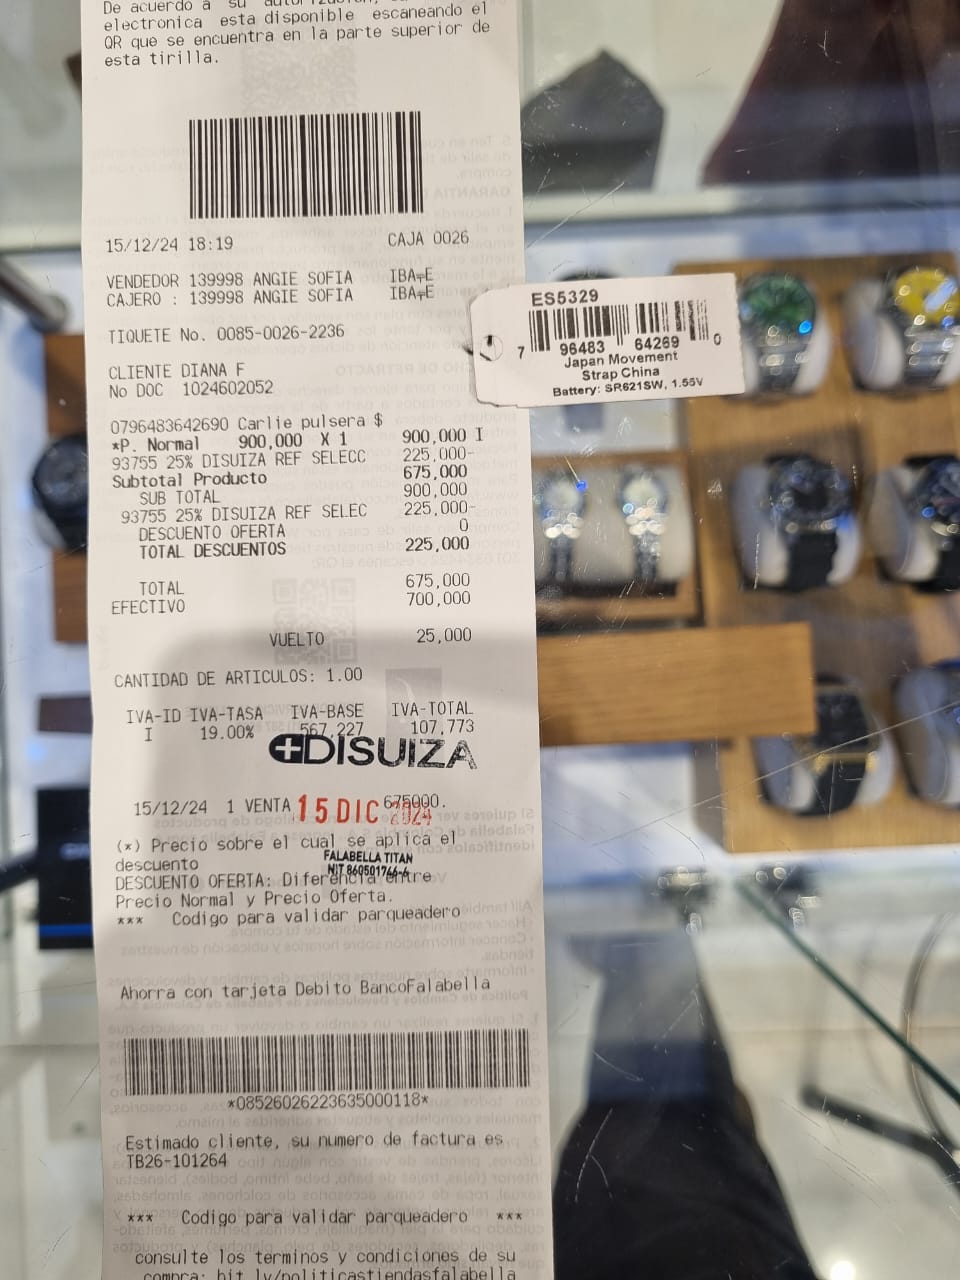 De acuerdo a su autorización,
electronica esta disponible escaneando el
QR que se encuentra en la parte superior de
esta tirilla.
15/12/24 18:19 CAJA 0026
VENDEDOR 139998 ANGIE SOFIA
CAJERO : 139998 ANGIE SOFIA
TIQUETE No. 0085-0026-2236
CLIENTE DIANA F
No DOC 1024602052
0796483642690 Carlie pulsera $
*P. Normal 900,000 X 1 900,000 I
93755 25% DISUIZA REF SELECC 225,000-
Subtotal Producto 675,000
SUB TOTAL 900,000
93755 25% DISUIZA REF SELEC 225,000-
DESCUENTO OFERTA 0
TOTAL DESCUENTOS 225,000
TOTAL 675,000
EFECTIVO 700,000
VUELTO 25,000
CANTIDAD DE ARTICULOS: 1.00
IVA-ID IVA-TASA IVA-BASE IVA-TOTAL
I 19.00% 567,227 107,773
DISUIZA
15/12/24 1 VENTA 675000.
15 DIC 2024
(*) Precio sobre el cual se aplica el
descuento
FALABELLA TITAN
NIT 860501746-6
DESCUENTO OFERTA: Diferencia entre
Precio Normal y Precio Oferta.
*** Codigo para validar parqueadero
Ahorra con tarjeta Debito BancoFalabella
*08526026223635000118*
Estimado cliente, su numero de factura es
TB26-101264
*** Codigo para validar parqueadero ***
consulte los terminos y condiciones de su
compra: bit.ly/politicastiendasfalabella
ES5329
7 96483 64269 0
Japan Movement
Strap China
Battery: SR621SW, 1.55V